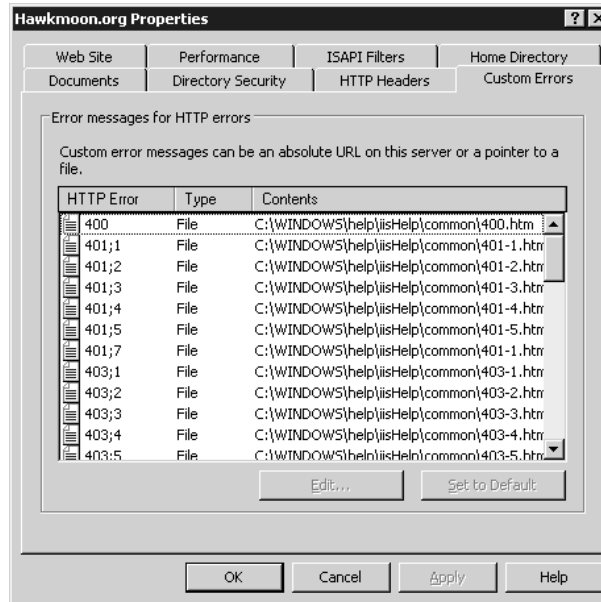 Hawkmoon.org Properties
Web Site Performance ISAPI Filters Home Directory
Documents Directory Security HTTP Headers Custom Errors
Error messages for HTTP errors
Custom error messages can be an absolute URL on this server or a pointer to a
file.
HTTP Error Type Contents
400 File C:\WINDOWS\help\iisHelp\common\400.htm
401;1 File C:\WINDOWS\help\iisHelp\common\401-1.htm
401;2 File C:\WINDOWS\help\iisHelp\common\401-2.htm
401;3 File C:\WINDOWS\help\iisHelp\common\401-3.htm
401;4 File C:\WINDOWS\help\iisHelp\common\401-4.htm
401;5 File C:\WINDOWS\help\iisHelp\common\401-5.htm
401;7 File C:\WINDOWS\help\iisHelp\common\401-1.htm
403;1 File C:\WINDOWS\help\iisHelp\common\403-1.htm
403;2 File C:\WINDOWS\help\iisHelp\common\403-2.htm
403;3 File C:\WINDOWS\help\iisHelp\common\403-3.htm
403;4 File C:\WINDOWS\help\iisHelp\common\403-4.htm
403;5 File C:\WINDOWS\help\iisHelp\common\403-5.htm
Edit... Set to Default
OK Cancel Apply Help